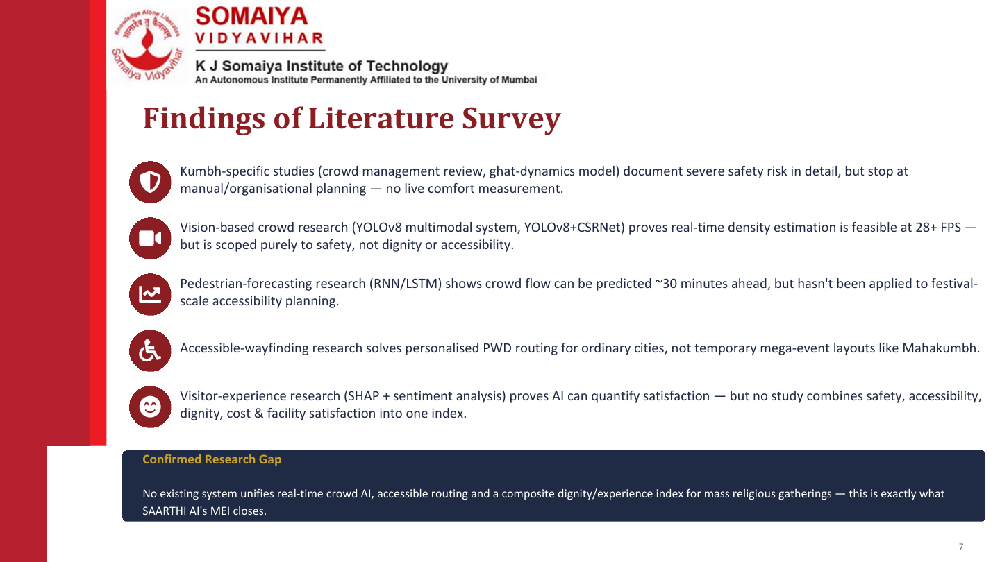 Knowledge Alone Liberates
ज्ञानादेव तु कैवल्यम्
Somaiya Vidyavihar
SOMAIYA
VIDYAVIHAR
K J Somaiya Institute of Technology
An Autonomous Institute Permanently Affiliated to the University of Mumbai
Findings of Literature Survey
Kumbh-specific studies (crowd management review, ghat-dynamics model) document severe safety risk in detail, but stop at
manual/organisational planning — no live comfort measurement.
Vision-based crowd research (YOLOv8 multimodal system, YOLOv8+CSRNet) proves real-time density estimation is feasible at 28+ FPS —
but is scoped purely to safety, not dignity or accessibility.
Pedestrian-forecasting research (RNN/LSTM) shows crowd flow can be predicted ~30 minutes ahead, but hasn't been applied to festival-
scale accessibility planning.
Accessible-wayfinding research solves personalised PWD routing for ordinary cities, not temporary mega-event layouts like Mahakumbh.
Visitor-experience research (SHAP + sentiment analysis) proves AI can quantify satisfaction — but no study combines safety, accessibility,
dignity, cost & facility satisfaction into one index.
Confirmed Research Gap
No existing system unifies real-time crowd AI, accessible routing and a composite dignity/experience index for mass religious gatherings — this is exactly what
SAARTHI AI's MEI closes.
7